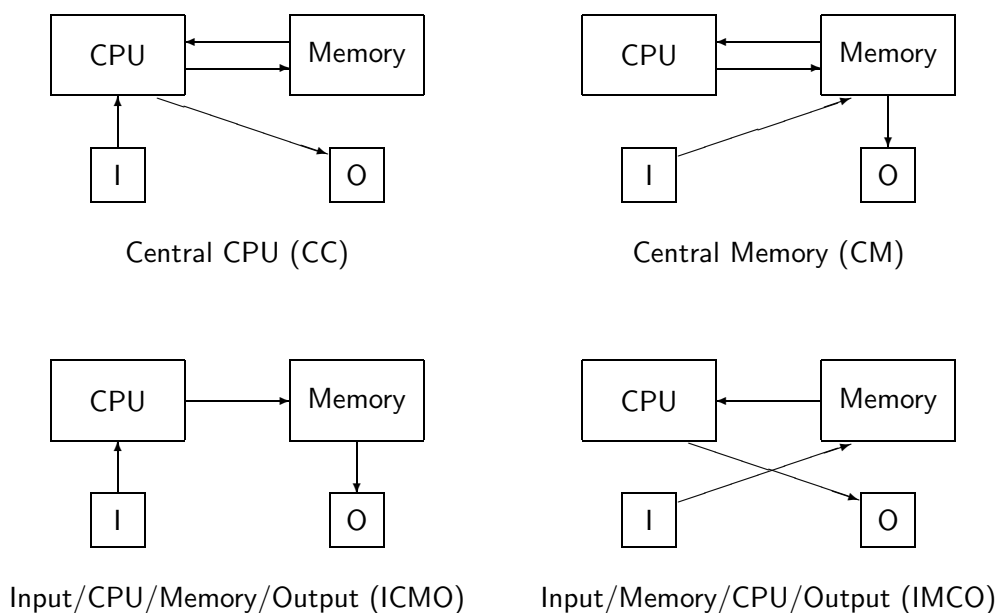 CPU
Memory
I
O
Central CPU (CC)
CPU
Memory
I
O
Central Memory (CM)
CPU
Memory
I
O
Input/CPU/Memory/Output (ICMO)
CPU
Memory
I
O
Input/Memory/CPU/Output (IMCO)